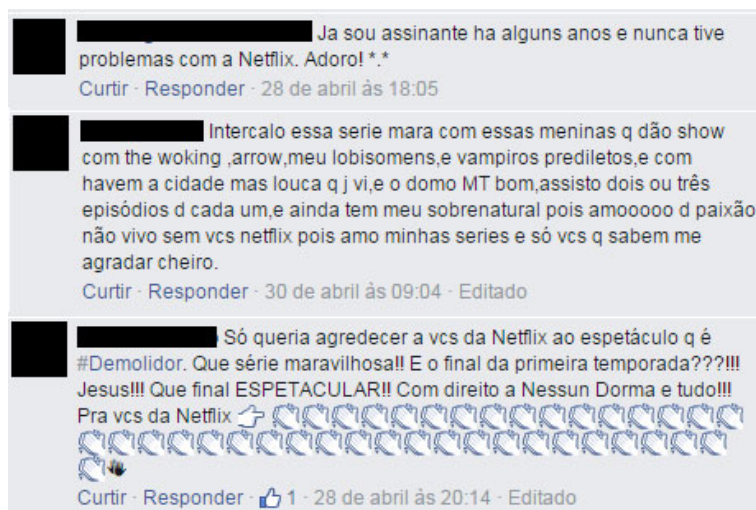 Ja sou assinante ha alguns anos e nunca tive
problemas com a Netflix. Adoro! *.*
Curtir · Responder · 28 de abril às 18:05
Intercalo essa serie mara com essas meninas q dão show
com the woking ,arrow,meu lobisomens,e vampiros prediletos,e com
havem a cidade mas louca q j vi,e o domo MT bom,assisto dois ou três
episódios d cada um,e ainda tem meu sobrenatural pois amooooo d paixão
não vivo sem vcs netflix pois amo minhas series e só vcs q sabem me
agradar cheiro.
Curtir · Responder · 30 de abril às 09:04 · Editado
Só queria agredecer a vcs da Netflix ao espetáculo q é
#Demolidor. Que série maravilhosa!! E o final da primeira temporada???!!!
Jesus!!! Que final ESPETACULAR!! Com direito a Nessun Dorma e tudo!!!
Pra vcs da Netflix
Curtir · Responder · 1 · 28 de abril às 20:14 · Editado